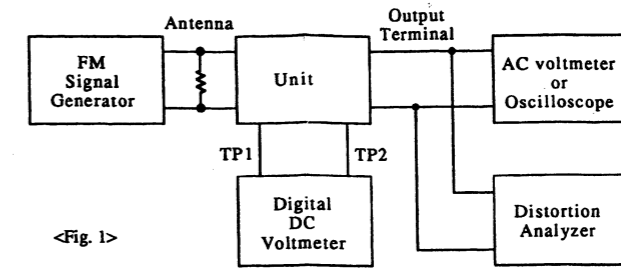 Antenna
Output
Terminal
FM
Signal
Generator
Unit
AC voltmeter
or
Oscilloscope
TP1
TP2
Digital
DC
Voltmeter
Distortion
Analyzer
<Fig. 1>